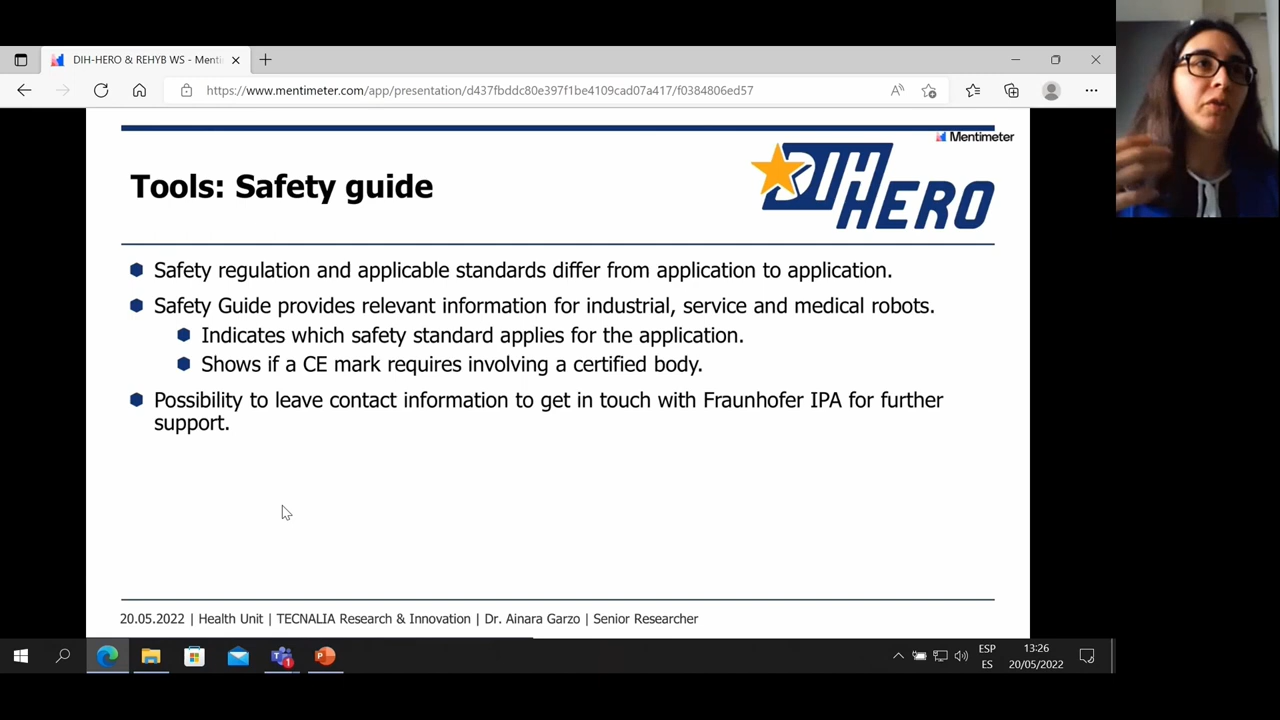 DIH-HERO & REHYB WS - Menti
https://www.mentimeter.com/app/presentation/d437fbddc80e397f1be4109cad07a417/f0384806ed57
Mentimeter
DIH
HERO
Tools: Safety guide
Safety regulation and applicable standards differ from application to application.
Safety Guide provides relevant information for industrial, service and medical robots.
Indicates which safety standard applies for the application.
Shows if a CE mark requires involving a certified body.
Possibility to leave contact information to get in touch with Fraunhofer IPA for further
support.
20.05.2022 | Health Unit | TECNALIA Research & Innovation | Dr. Ainara Garzo | Senior Researcher
1
ESP
ES
13:26
20/05/2022